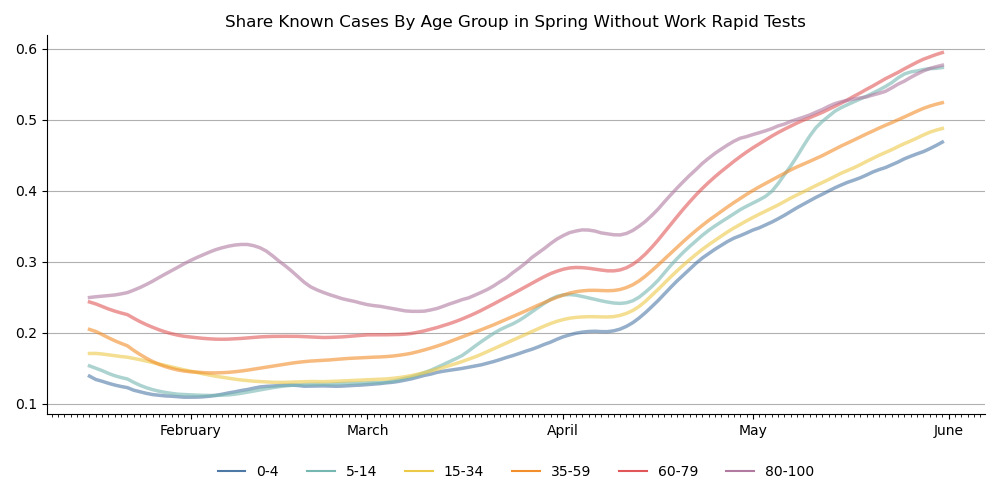 Share Known Cases By Age Group in Spring Without Work Rapid Tests
0.6
0.5
0.4
0.3
0.2
0.1
February March April May June
0-4 5-14 15-34 35-59 60-79 80-100